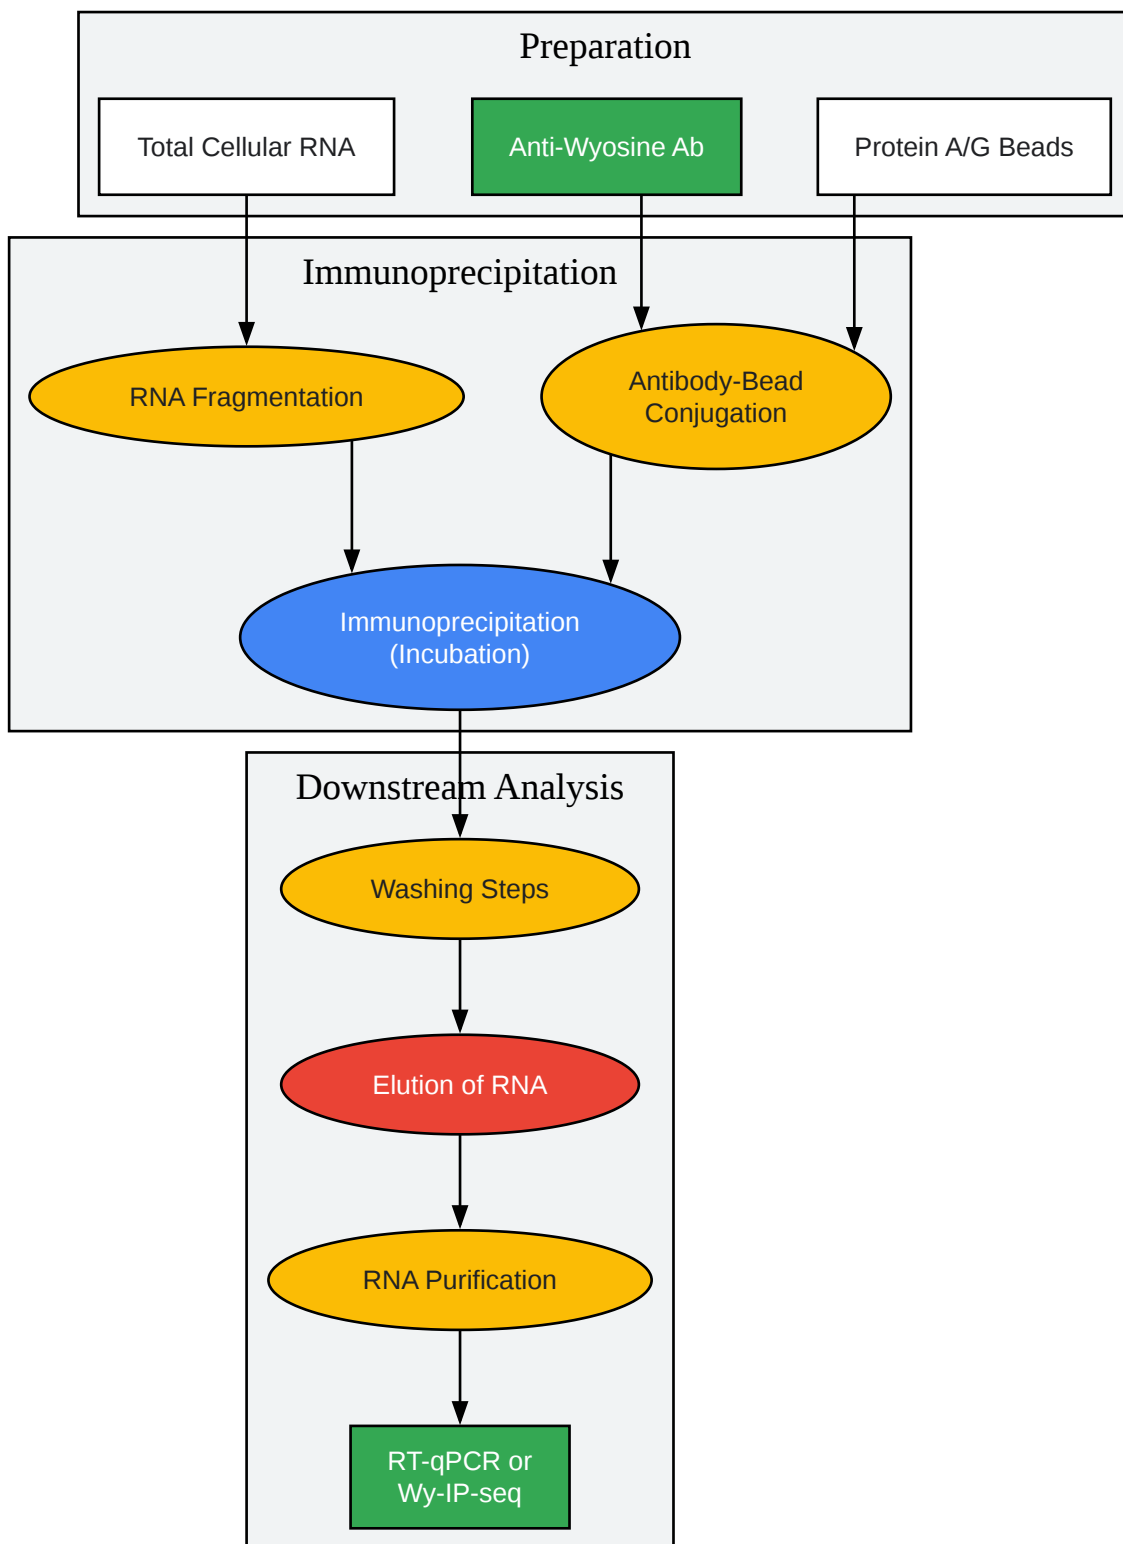 Preparation
Total Cellular RNA
Anti-Wyosine Ab
Protein A/G Beads
Immunoprecipitation
RNA Fragmentation
Antibody-Bead
Conjugation
Immunoprecipitation
(Incubation)
Downstream Analysis
Washing Steps
Elution of RNA
RNA Purification
RT-qPCR or
Wy-IP-seq